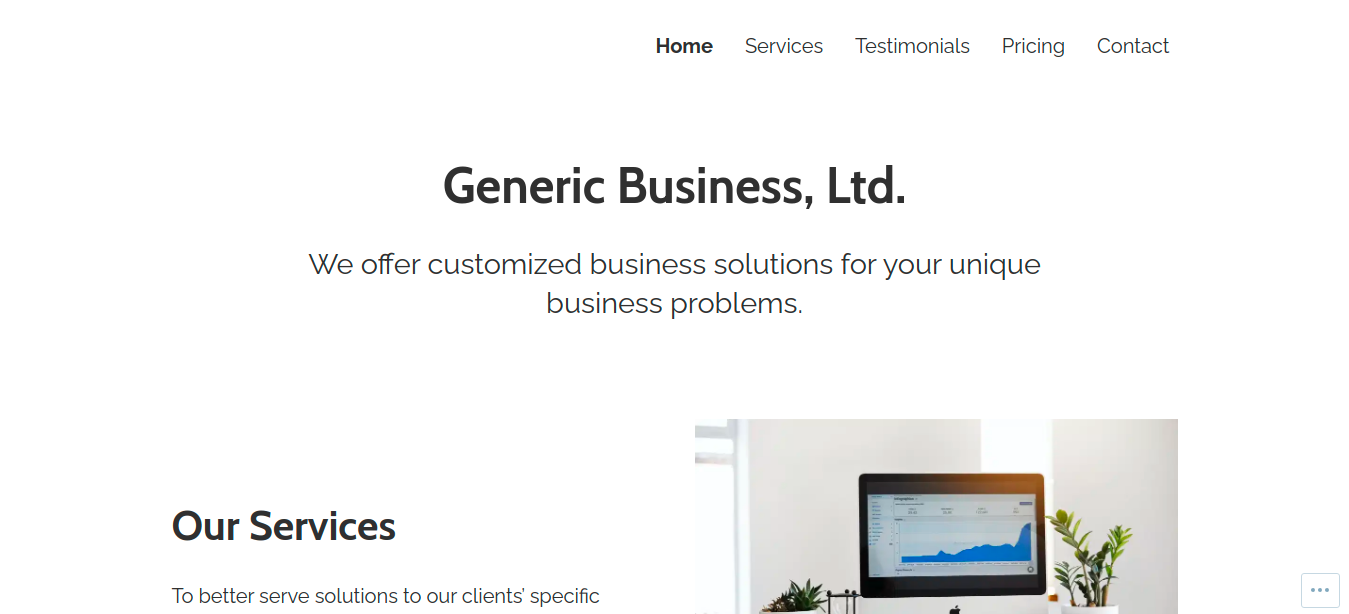 Home Services Testimonials Pricing Contact
Generic Business, Ltd.
We offer customized business solutions for your unique
business problems.
Our Services
To better serve solutions to our clients’ specific